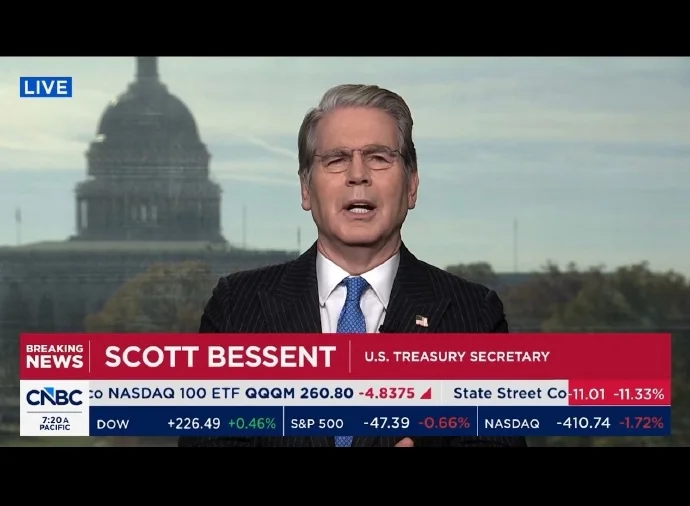 LIVE
BREAKING NEWS
SCOTT BESSENT
U.S. TREASURY SECRETARY
CNBC
7:20 A PACIFIC
co NASDAQ 100 ETF QQQM 260.80 -4.8375
State Street Co
-11.01 -11.33%
DOW +226.49 +0.46%
S&P 500 -47.39 -0.66%
NASDAQ -410.74 -1.72%